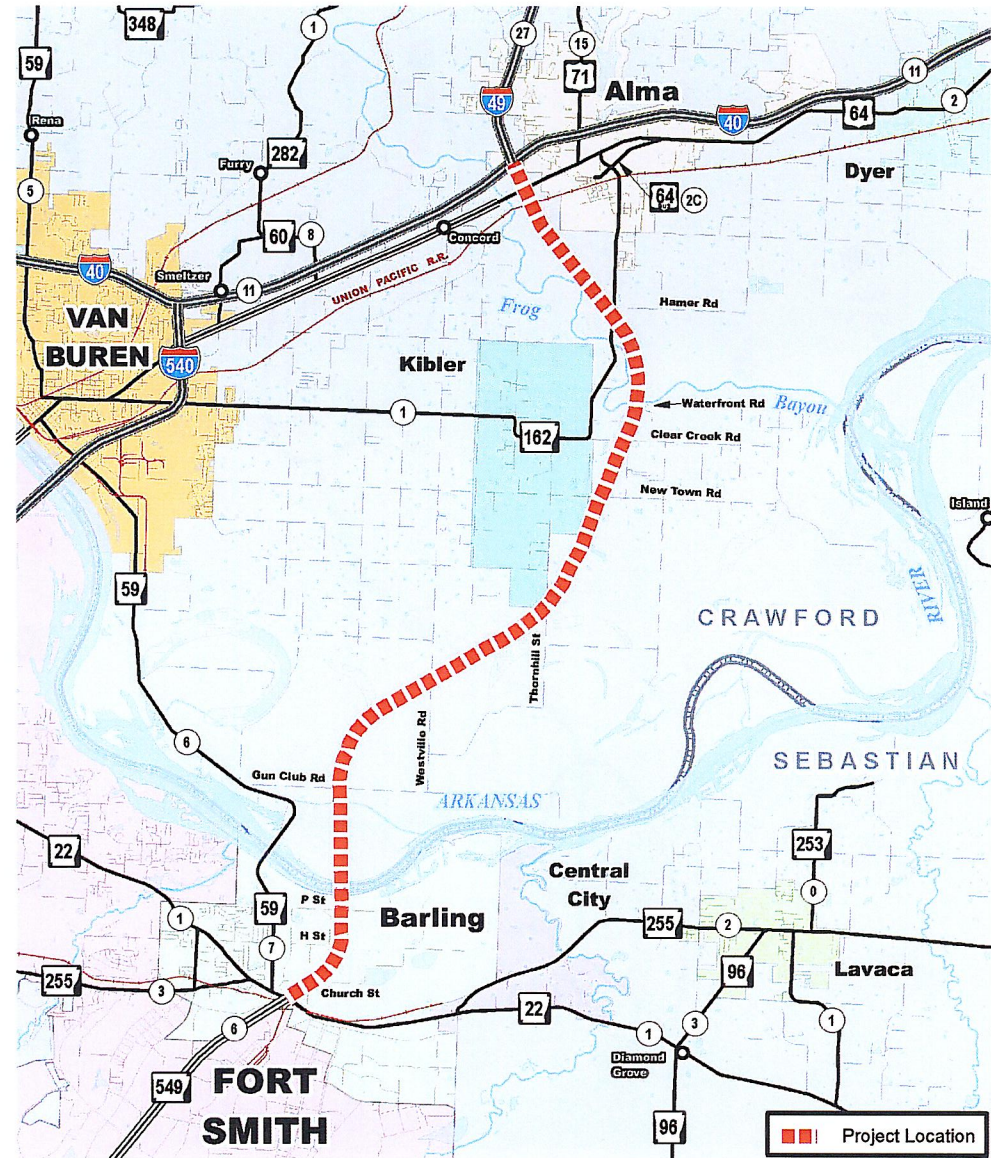 348
1
27
15
59
71
11
Alma
49
40
64
2
Rena
Furry
282
Dyer
5
64
2C
60
8
Concord
40
Smeltzer
11
UNION PACIFIC R.R.
Hamer Rd
Frog
VAN
BUREN
540
Kibler
Waterfront Rd
Bayou
1
162
Clear Creek Rd
New Town Rd
Island
59
RIVER
CRAWFORD
Thornhill St
Westville Rd
6
SEBASTIAN
Gun Club Rd
ARKANSAS
22
253
Central
City
0
1
59
P St
Barling
255
2
H St
7
96
Lavaca
255
3
Church St
22
6
1
3
1
Diamond
Grove
549
FORT
SMITH
96
Project Location